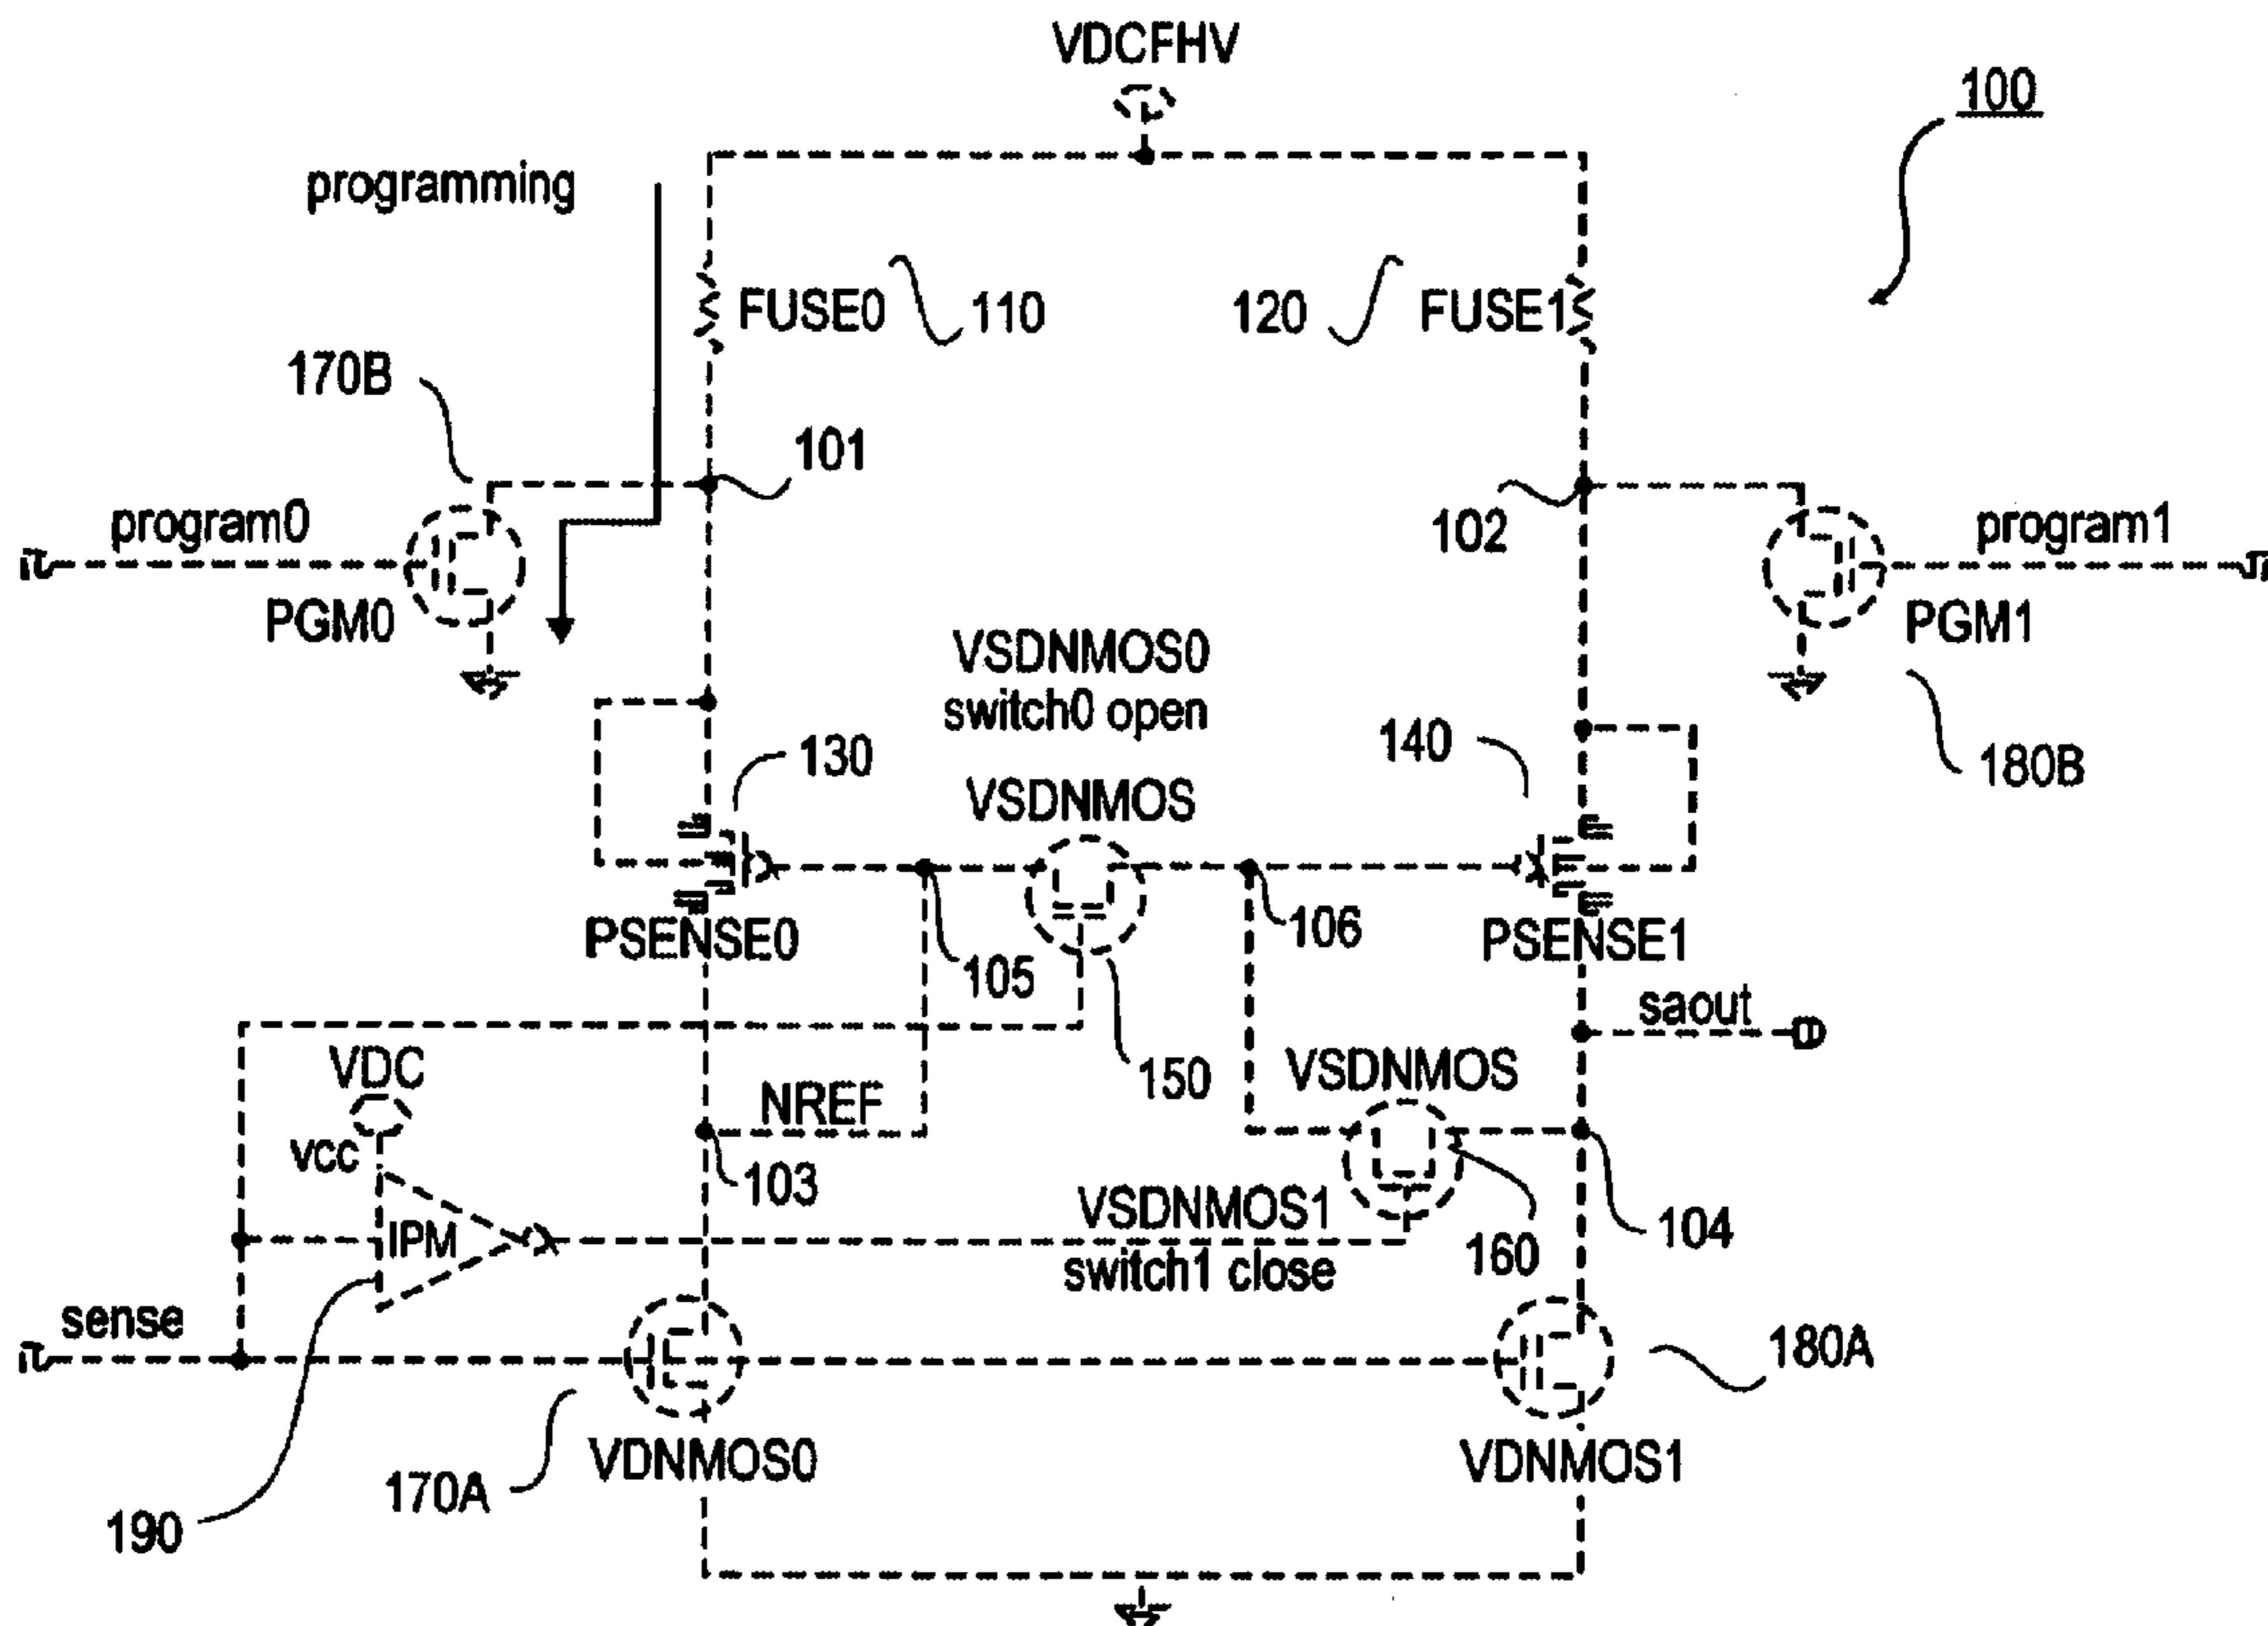 VDCFHV
100
programming
FUSE0
110
120
FUSE1
170B
101
program0
102
program1
PGM0
PGM1
VSDNMOS0
switch0 open
130
140
180B
VSDNMOS
PSENSE0
105
106
PSENSE1
saout
VDC
150
VSDNMOS
NREF
vcc
103
VSDNMOS1
IPM
104
160
switch1 close
sense
180A
VDNMOS0
VDNMOS1
170A
190